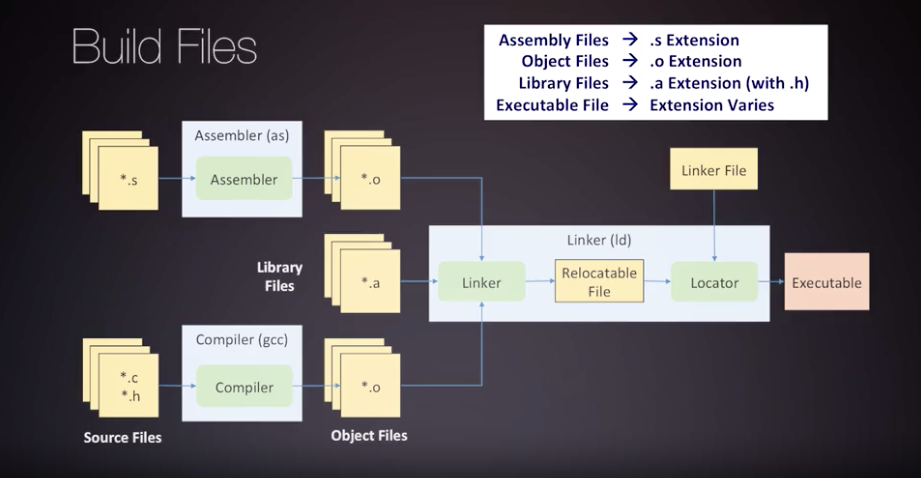 Build Files
Assembly Files → .s Extension
Object Files → .o Extension
Library Files → .a Extension (with .h)
Executable File → Extension Varies
Assembler (as)
*.s
Assembler
*.o
Linker File
Linker (ld)
Library
Files
*.a
Linker
Relocatable
File
Locator
Executable
Compiler (gcc)
*.c
*.h
Compiler
*.o
Source Files
Object Files